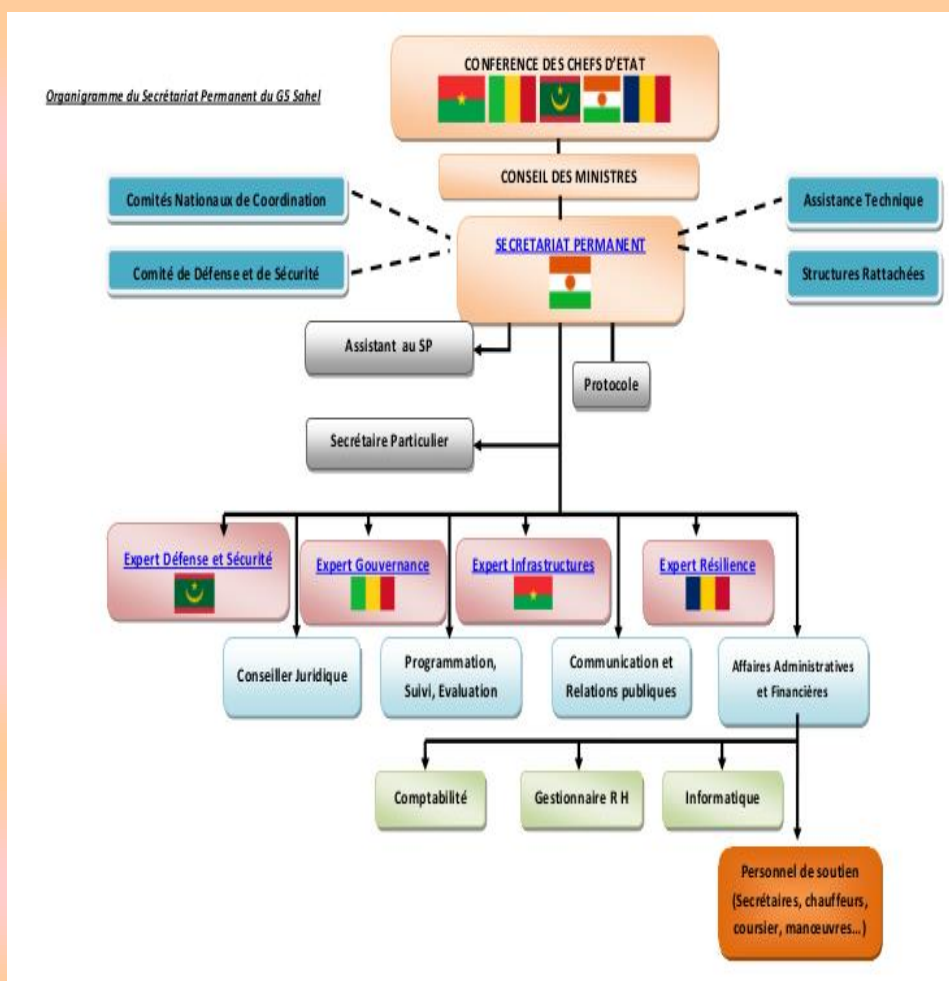 CONFERENCE DES CHEFS D'ETAT
Organigramme du Secrétariat Permanent du G5 Sahel
CONSEIL DES MINISTRES
Comités Nationaux de Coordination
Assistance Technique
SECRETARIAT PERMANENT
Comité de Défense et de Sécurité
Structures Rattachées
Assistant au SP
Protocole
Secrétaire Particulier
Expert Défense et Sécurité
Expert Gouvernance
Expert Infrastructures
Expert Résilience
Conseiller Juridique
Programmation,
Suivi, Evaluation
Communication et
Relations publiques
Affaires Administratives
et Financières
Comptabilité
Gestionnaire R H
Informatique
Personnel de soutien
(Secrétaires, chauffeurs,
coursier, manœuvres...)